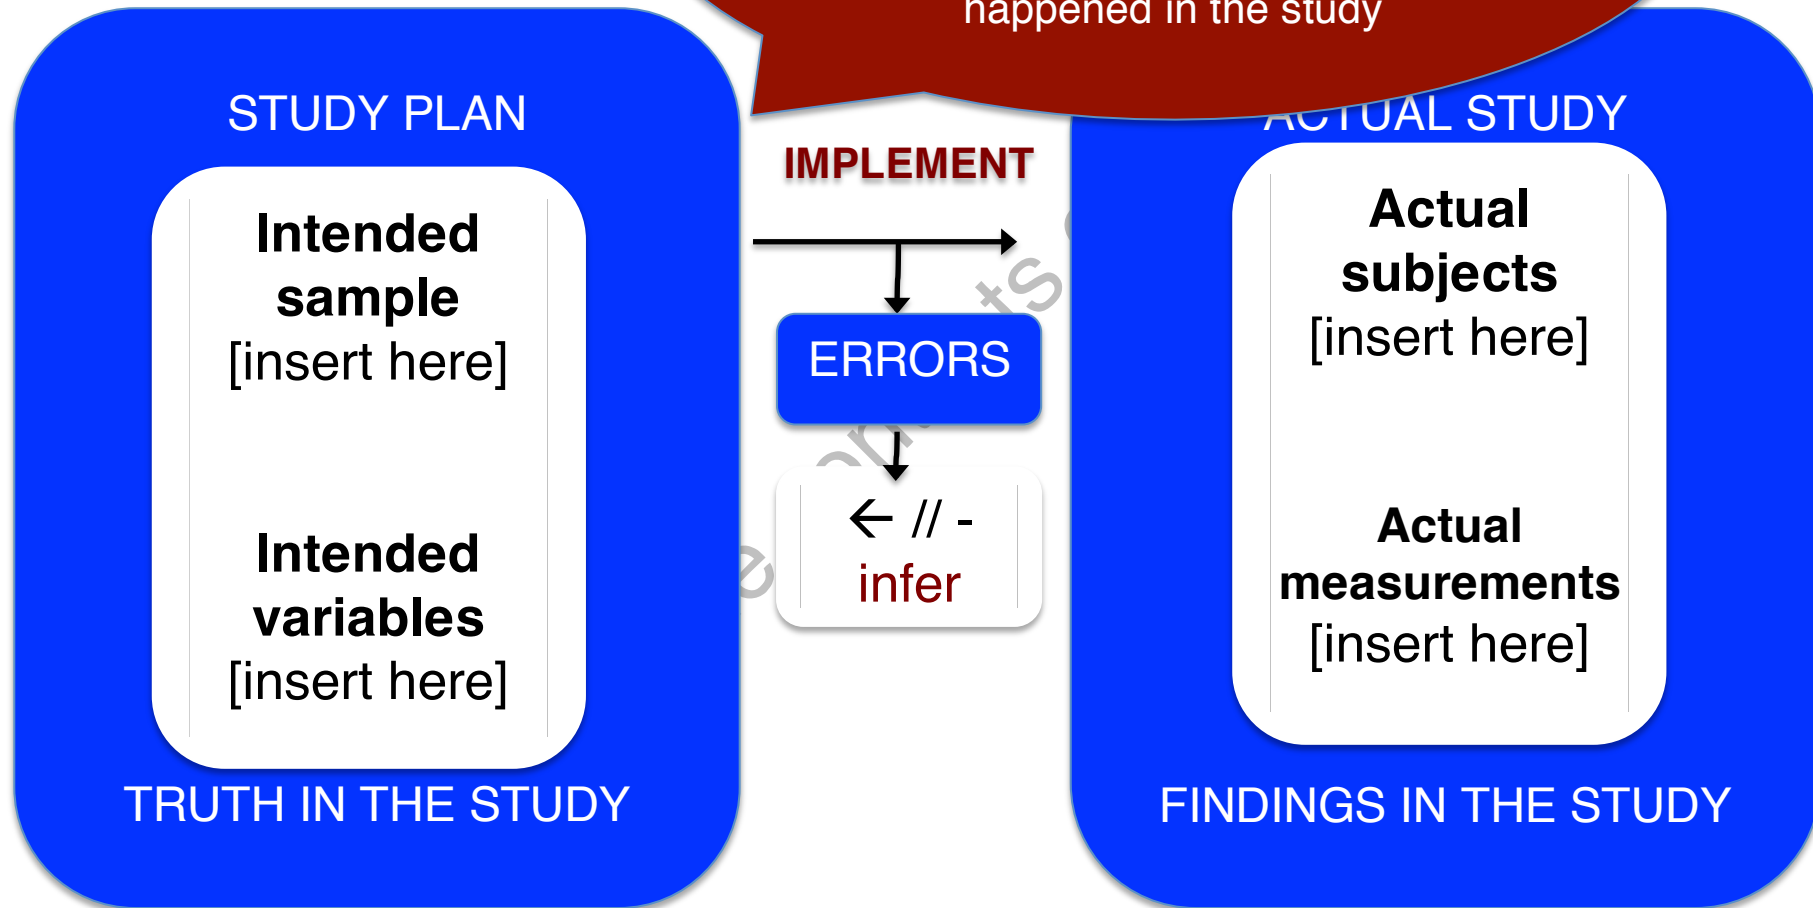 happened in the study
STUDY PLAN
Intended
sample
[insert here]
Intended
variables
[insert here]
TRUTH IN THE STUDY
IMPLEMENT
ERRORS
← // -
infer
ACTUAL STUDY
Actual
subjects
[insert here]
Actual
measurements
[insert here]
FINDINGS IN THE STUDY